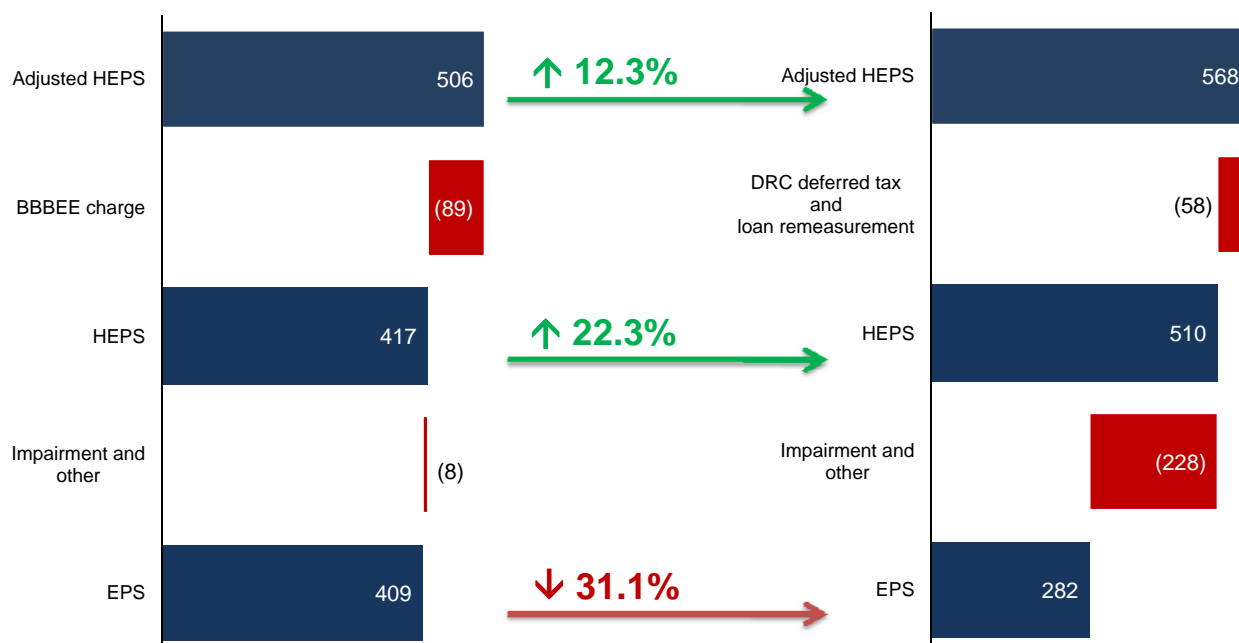 Adjusted HEPS
506
↑ 12.3%
Adjusted HEPS
568
BBBEE charge
(89)
DRC deferred tax
and
loan remeasurement
(58)
HEPS
417
↑ 22.3%
HEPS
510
Impairment and
other
(8)
Impairment and
other
(228)
EPS
409
↓ 31.1%
EPS
282